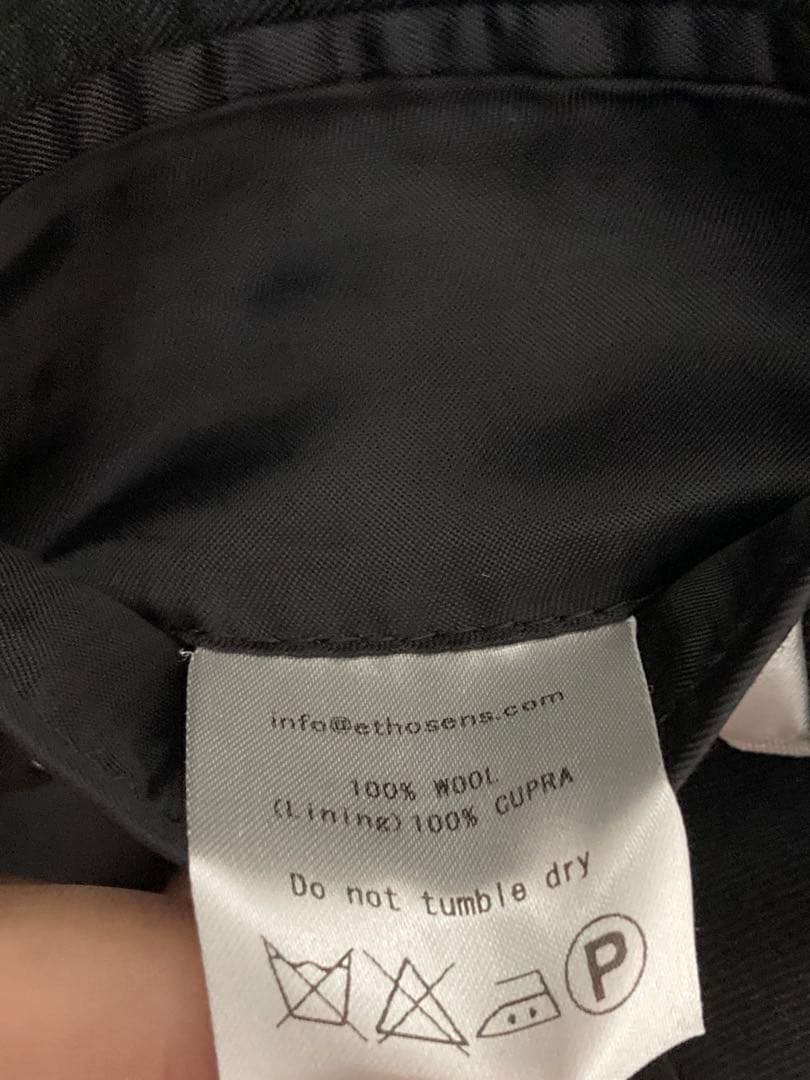 info@ethosens.com
100% WOOL
(Lining)100% CUPRA
Do not tumble dry
P